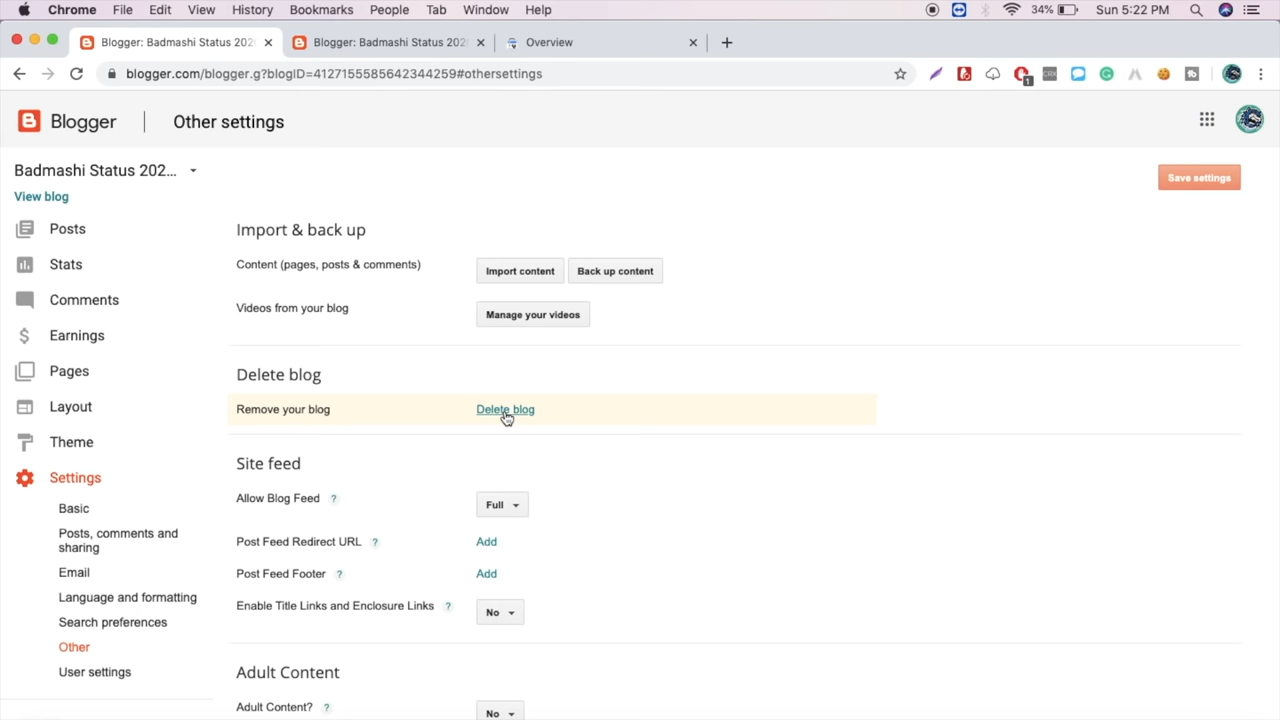 Chrome File Edit View History Bookmarks People Tab Window Help 34% Sun 5:22 PM
Blogger: Badmashi Status 202 Blogger: Badmashi Status 202 Overview
blogger.com/blogger.g?blogID=4127155585642344259#othersettings
Blogger Other settings
Badmashi Status 202...
Save settings
View blog
Posts
Stats
Comments
Earnings
Pages
Layout
Theme
Settings
Basic
Posts, comments and
sharing
Email
Language and formatting
Search preferences
Other
User settings
Import & back up
Content (pages, posts & comments) Import content Back up content
Videos from your blog Manage your videos
Delete blog
Remove your blog Delete blog
Site feed
Allow Blog Feed ? Full
Post Feed Redirect URL ? Add
Post Feed Footer ? Add
Enable Title Links and Enclosure Links ? No
Adult Content
Adult Content? ? No